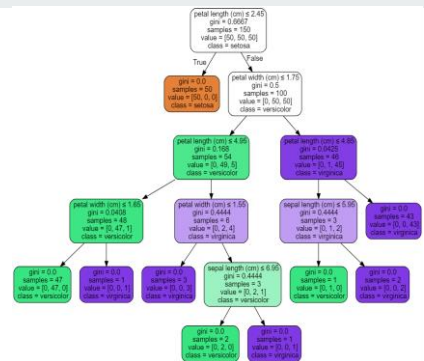 petal length (cm) ≤ 2.45
gini = 0.6667
samples = 150
value = [50, 50, 50]
class = setosa
True
False
gini = 0.0
samples = 50
value = [50, 0, 0]
class = setosa
petal width (cm) ≤ 1.75
gini = 0.5
samples = 100
value = [0, 50, 50]
class = versicolor
petal length (cm) ≤ 4.95
gini = 0.168
samples = 54
value = [0, 49, 5]
class = versicolor
petal length (cm) ≤ 4.85
gini = 0.0425
samples = 46
value = [0, 1, 45]
class = virginica
petal width (cm) ≤ 1.65
gini = 0.0408
samples = 48
value = [0, 47, 1]
class = versicolor
petal width (cm) ≤ 1.55
gini = 0.4444
samples = 6
value = [0, 2, 4]
class = virginica
sepal length (cm) ≤ 5.95
gini = 0.4444
samples = 3
value = [0, 1, 2]
class = virginica
gini = 0.0
samples = 43
value = [0, 0, 43]
class = virginica
gini = 0.0
samples = 47
value = [0, 47, 0]
class = versicolor
gini = 0.0
samples = 1
value = [0, 0, 1]
class = virginica
gini = 0.0
samples = 3
value = [0, 0, 3]
class = virginica
sepal length (cm) ≤ 6.95
gini = 0.4444
samples = 3
value = [0, 2, 1]
class = versicolor
gini = 0.0
samples = 1
value = [0, 1, 0]
class = versicolor
gini = 0.0
samples = 2
value = [0, 0, 2]
class = virginica
gini = 0.0
samples = 2
value = [0, 2, 0]
class = versicolor
gini = 0.0
samples = 1
value = [0, 0, 1]
class = virginica